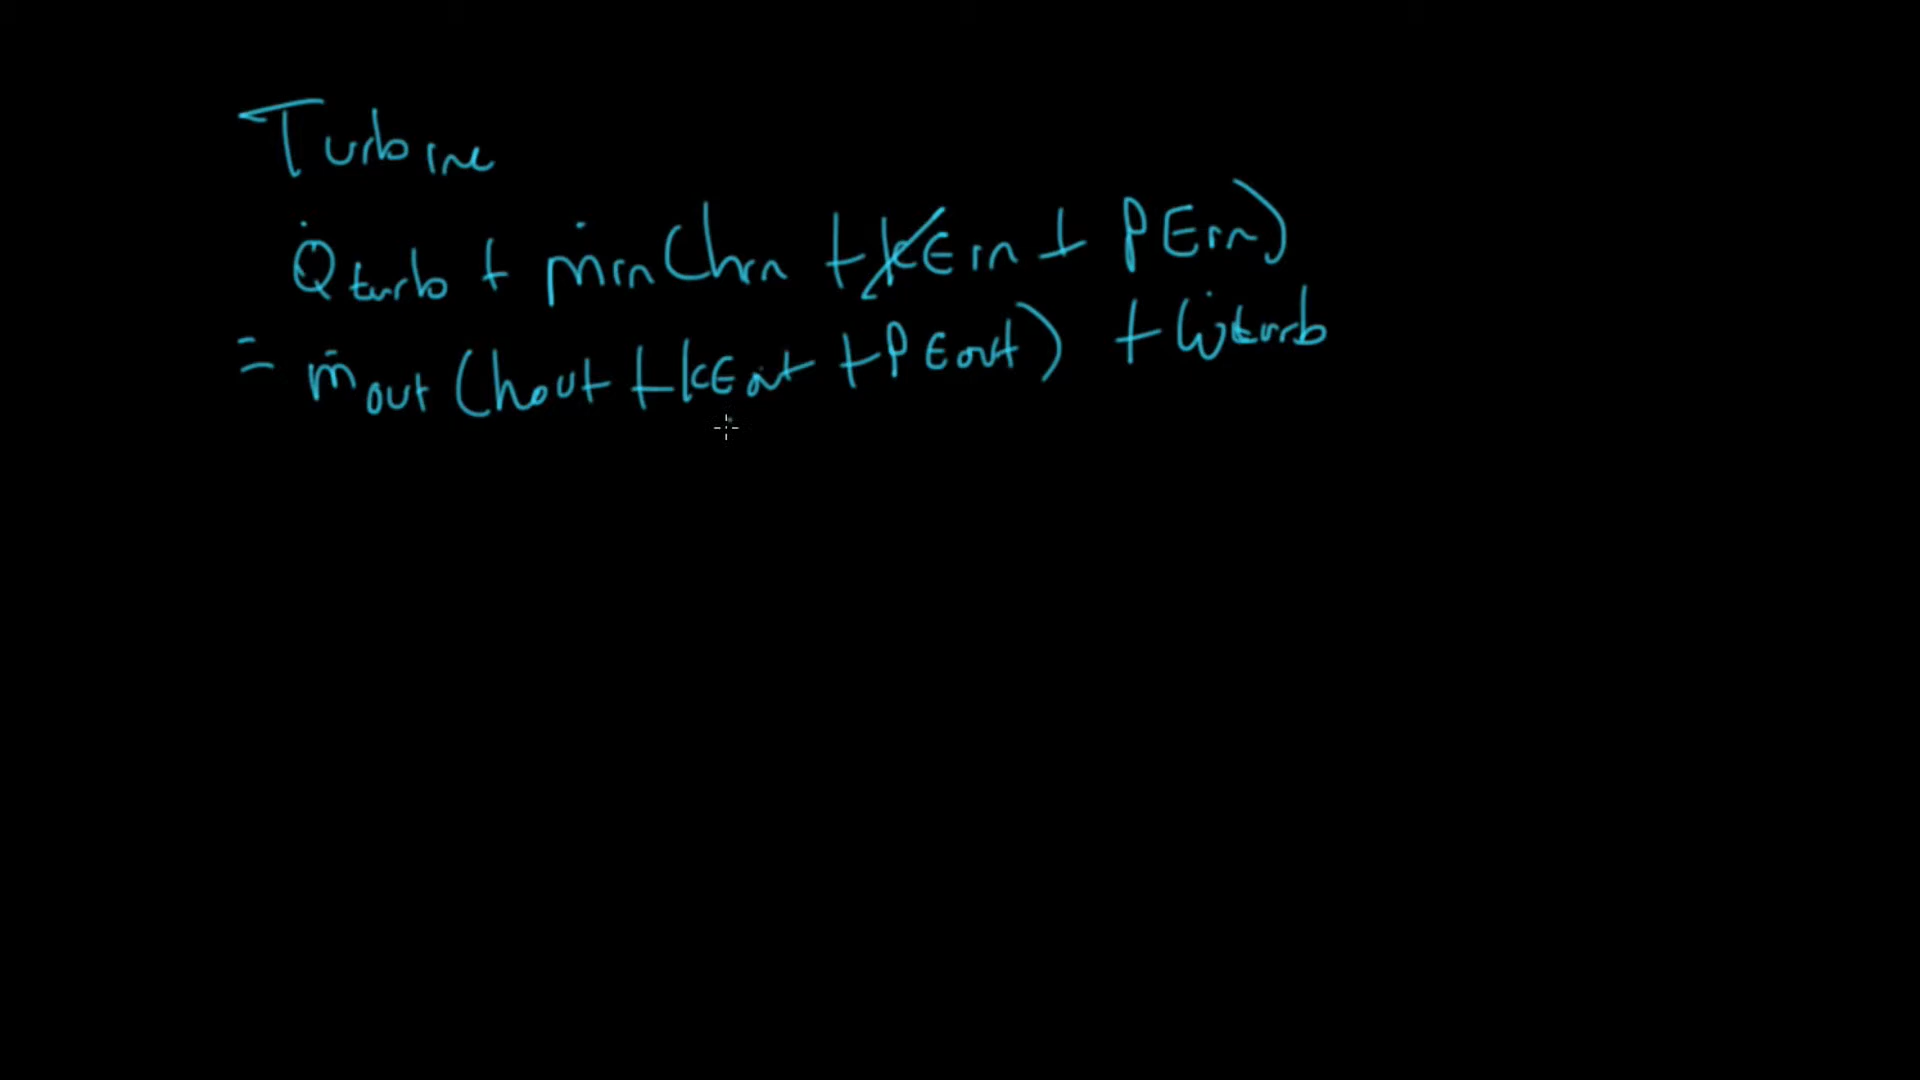 Turbine
Q̇turb + ṁin(hin + KEin + PEin)
= ṁout (hout + KEout + PEout) + Ẇturb